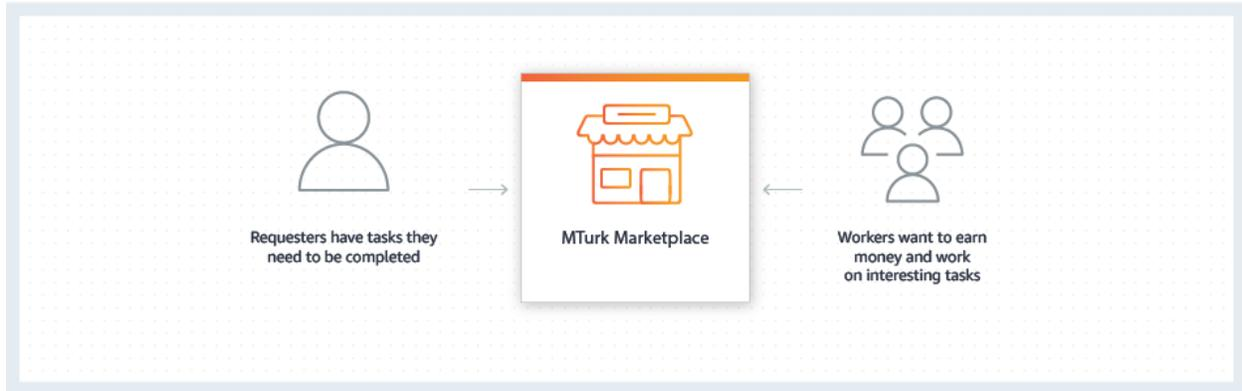 Requesters have tasks they
need to be completed
MTurk Marketplace
Workers want to earn
money and work
on interesting tasks